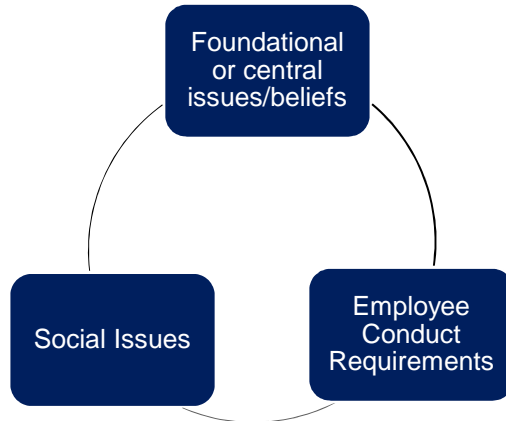 Foundational
or central
issues/beliefs
Social Issues
Employee
Conduct
Requirements